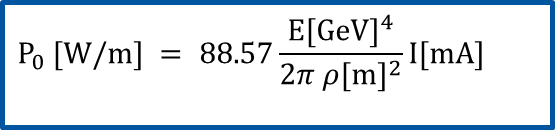 P₀ [W/m] = 88.57 E[GeV]⁴ / 2π ρ[m]² I[mA]